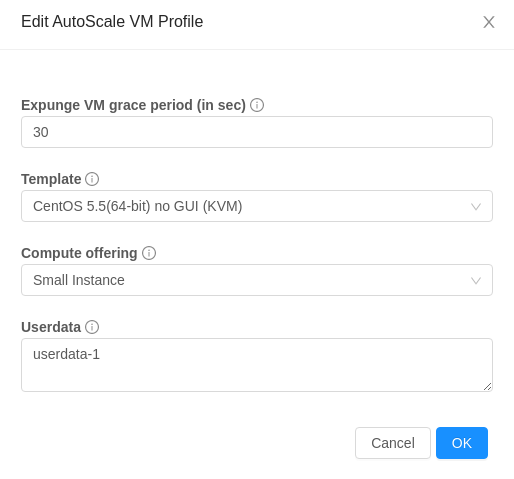 Edit AutoScale VM Profile
Expunge VM grace period (in sec)
30
Template
CentOS 5.5(64-bit) no GUI (KVM)
Compute offering
Small Instance
Userdata
userdata-1
Cancel OK